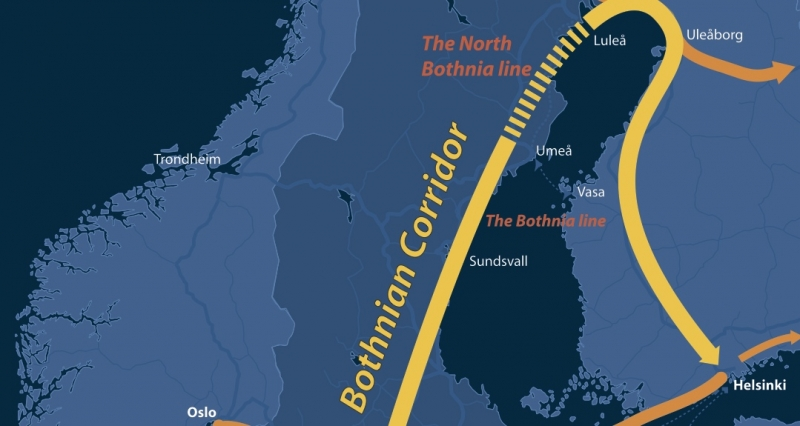 The North
Bothnia line
Luleå
Uleåborg
Trondheim
Umeå
Vasa
The Bothnia line
Bothnian Corridor
Sundsvall
Helsinki
Oslo